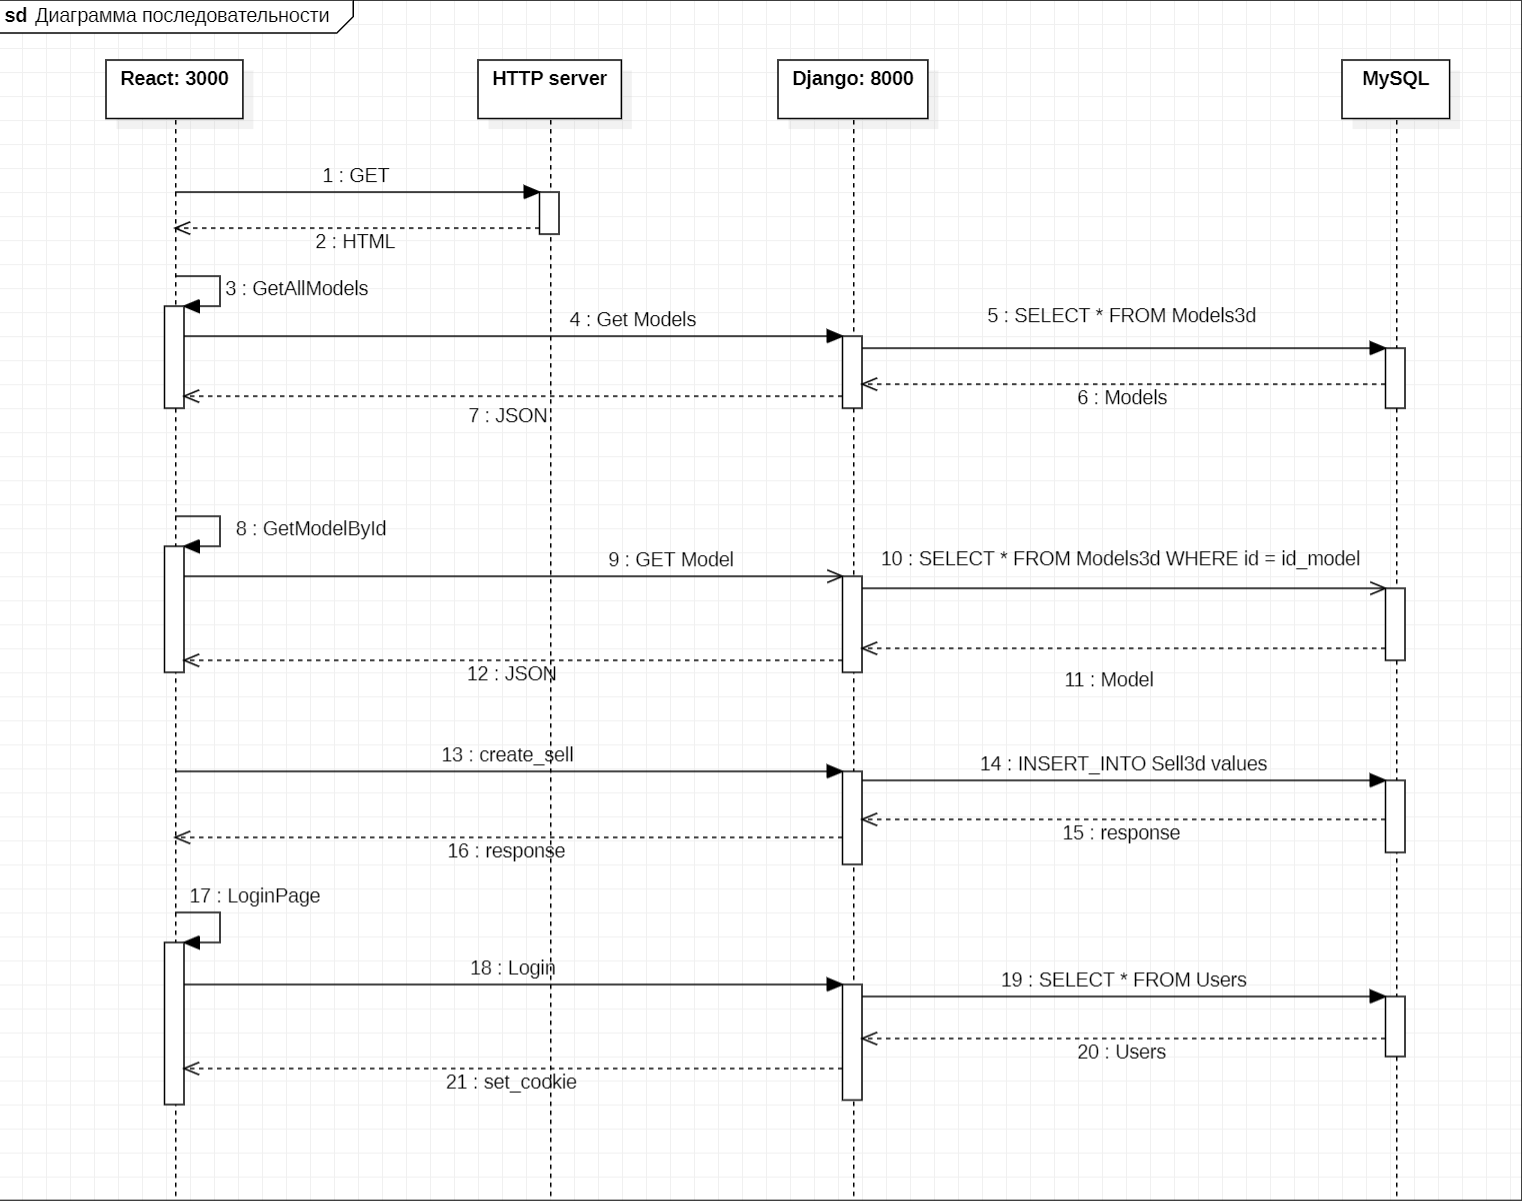 sd Диаграмма последовательности
React: 3000
HTTP server
Django: 8000
MySQL
1 : GET
2 : HTML
3 : GetAllModels
4 : Get Models
5 : SELECT * FROM Models3d
6 : Models
7 : JSON
8 : GetModelById
9 : GET Model
10 : SELECT * FROM Models3d WHERE id = id_model
11 : Model
12 : JSON
13 : create_sell
14 : INSERT_INTO Sell3d values
15 : response
16 : response
17 : LoginPage
18 : Login
19 : SELECT * FROM Users
20 : Users
21 : set_cookie